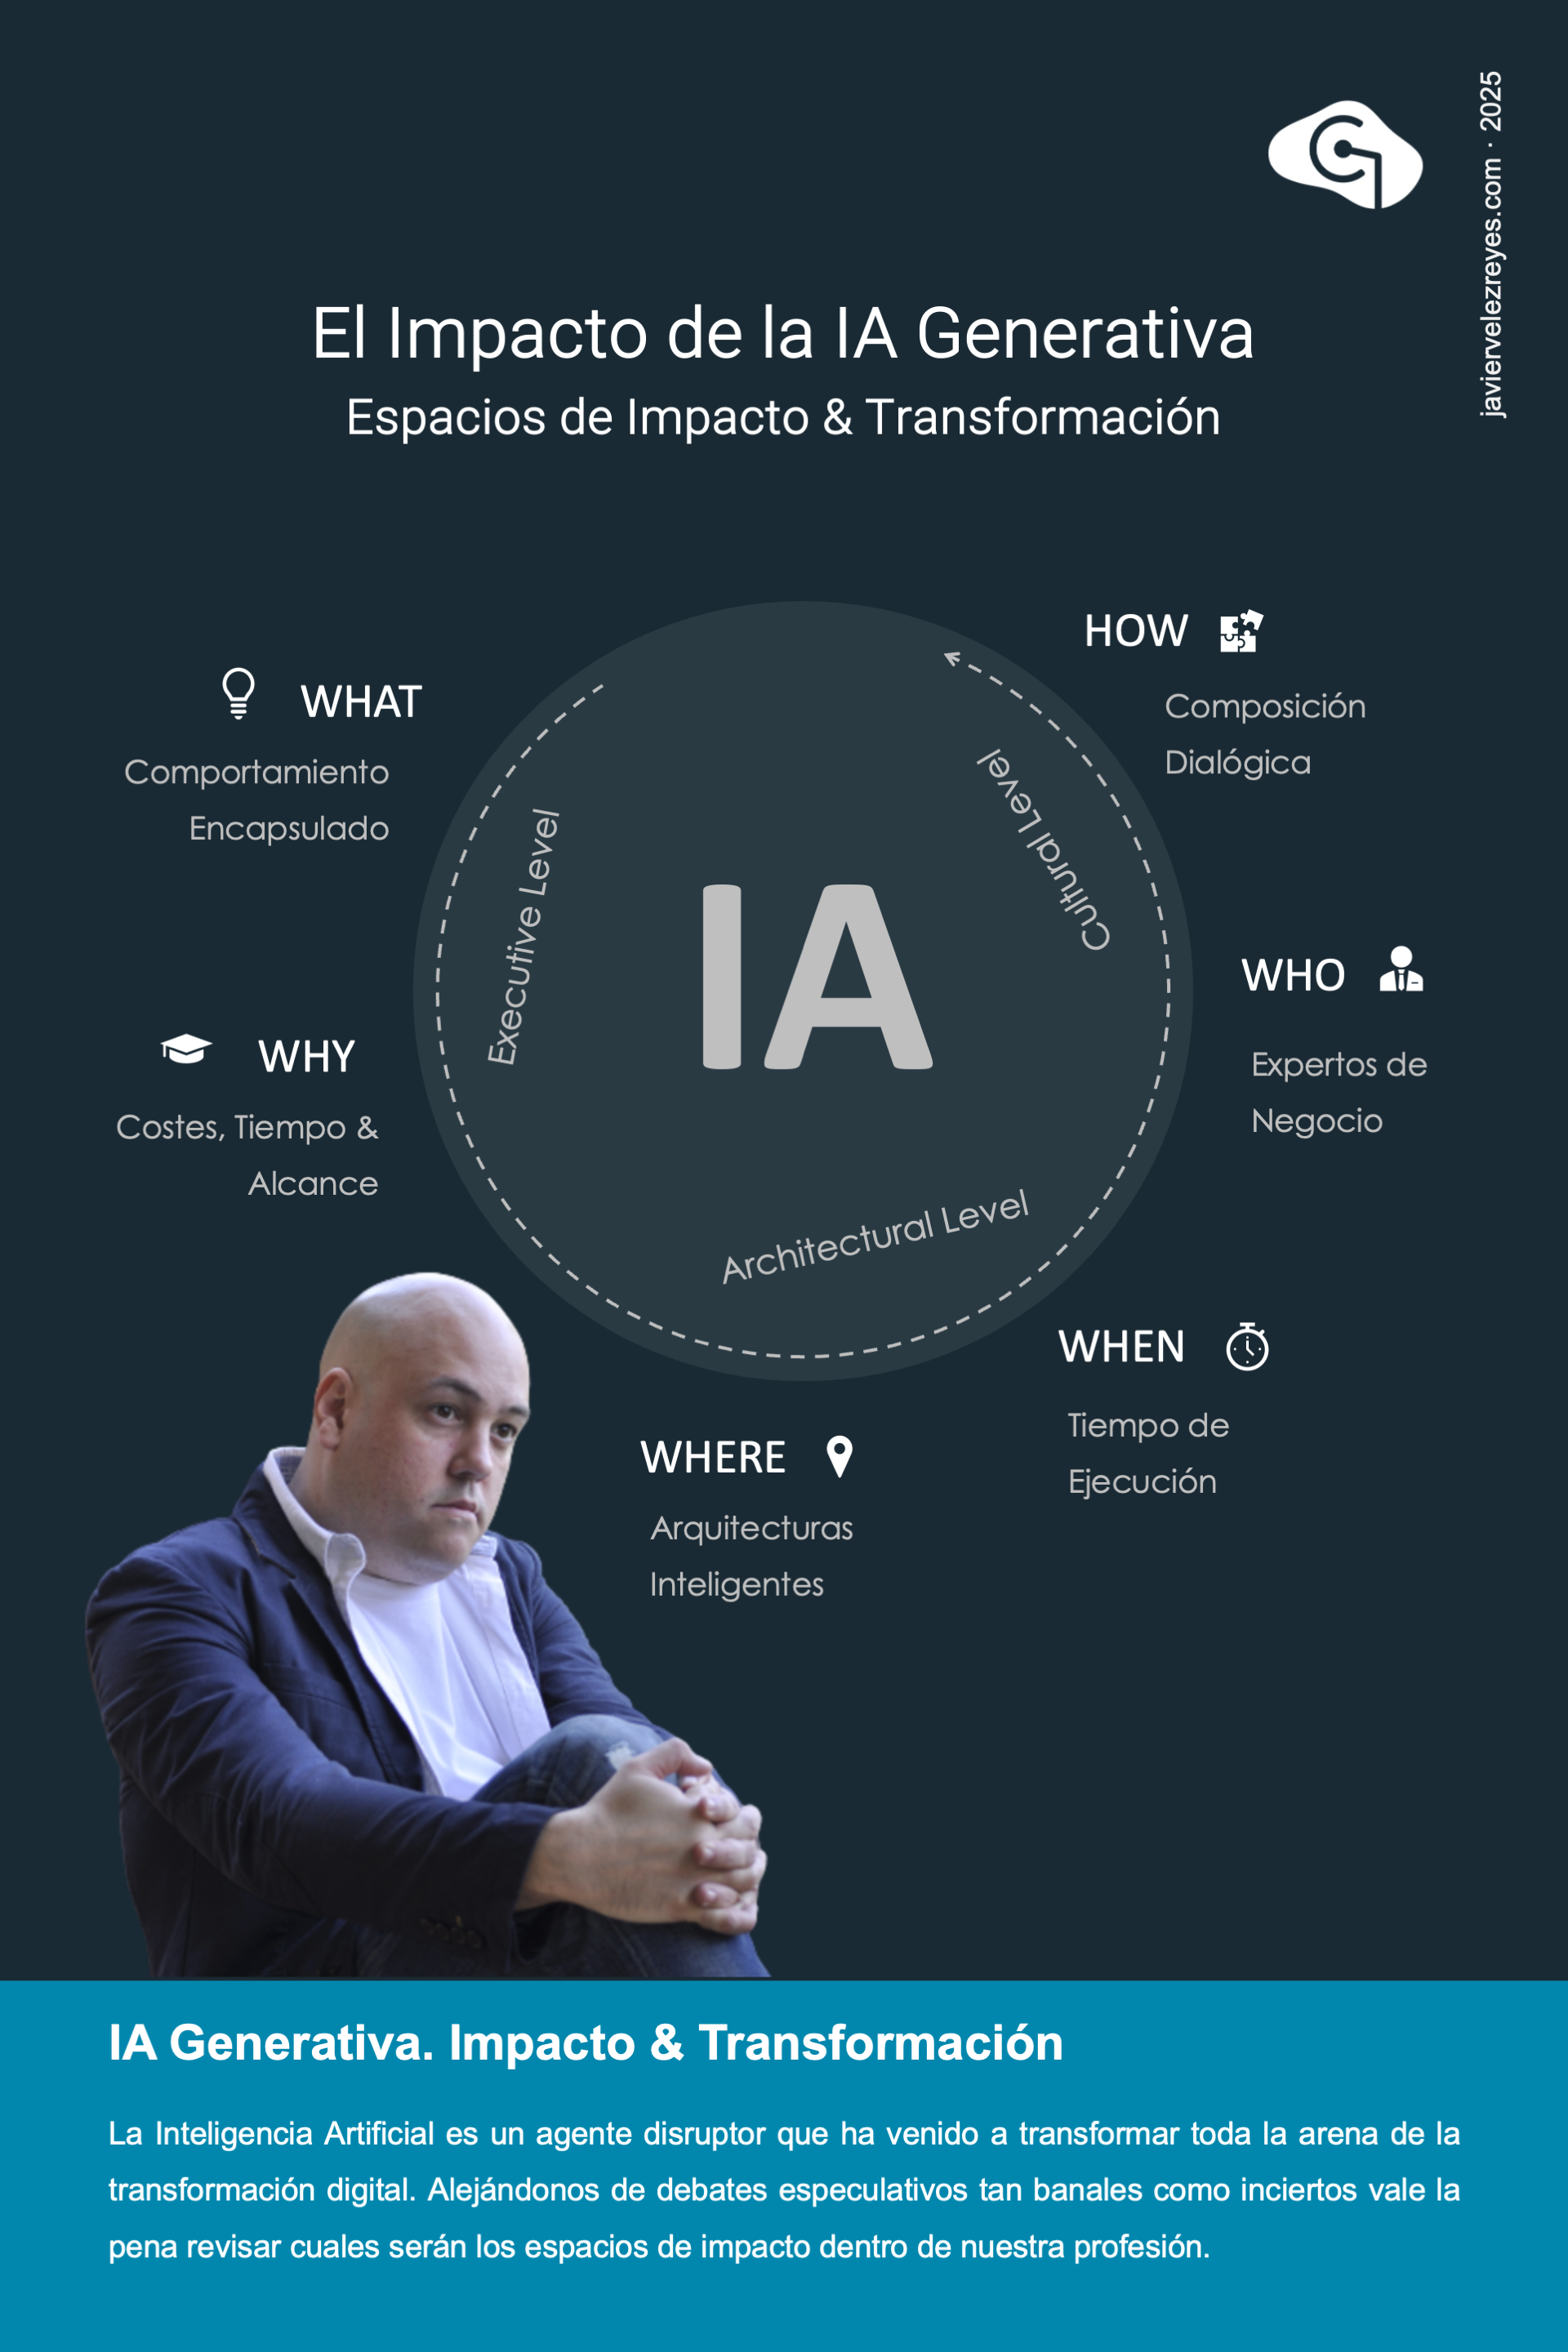 javiervelezreyes.com · 2025
El Impacto de la IA Generativa
Espacios de Impacto & Transformación
WHAT
Comportamiento
Encapsulado
WHY
Costes, Tiempo &
Alcance
Executive Level
IA
Cultural Level
Architectural Level
HOW
Composición
Dialógica
WHO
Expertos de
Negocio
WHEN
Tiempo de
Ejecución
WHERE
Arquitecturas
Inteligentes
IA Generativa. Impacto & Transformación
La Inteligencia Artificial es un agente disruptor que ha venido a transformar toda la arena de la
transformación digital. Alejándonos de debates especulativos tan banales como inciertos vale la
pena revisar cuales serán los espacios de impacto dentro de nuestra profesión.